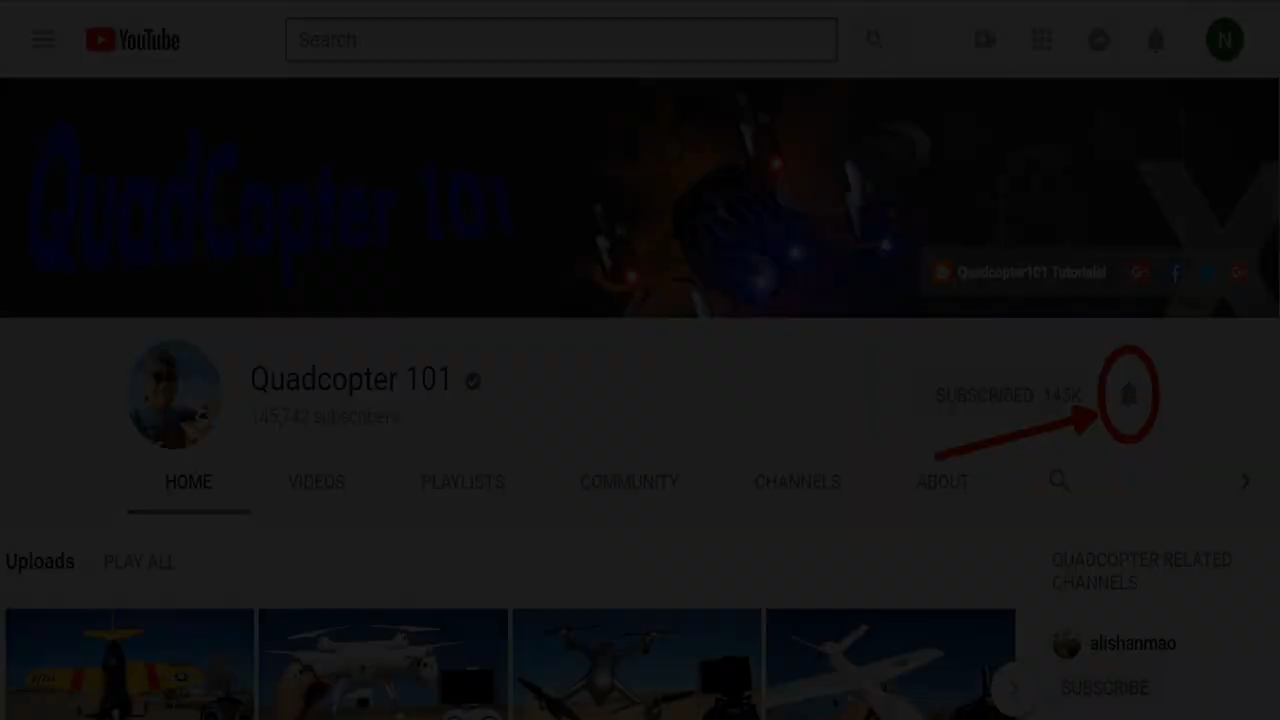 YouTube
Search
N
QuadCopter 101
X
Quadcopter101 Tutorials!
G+
f
G+
Quadcopter 101
145,742 subscribers
SUBSCRIBED 145K
HOME VIDEOS PLAYLISTS COMMUNITY CHANNELS ABOUT
Uploads PLAY ALL
QUADCOPTER RELATED
CHANNELS
alishanmao
SUBSCRIBE